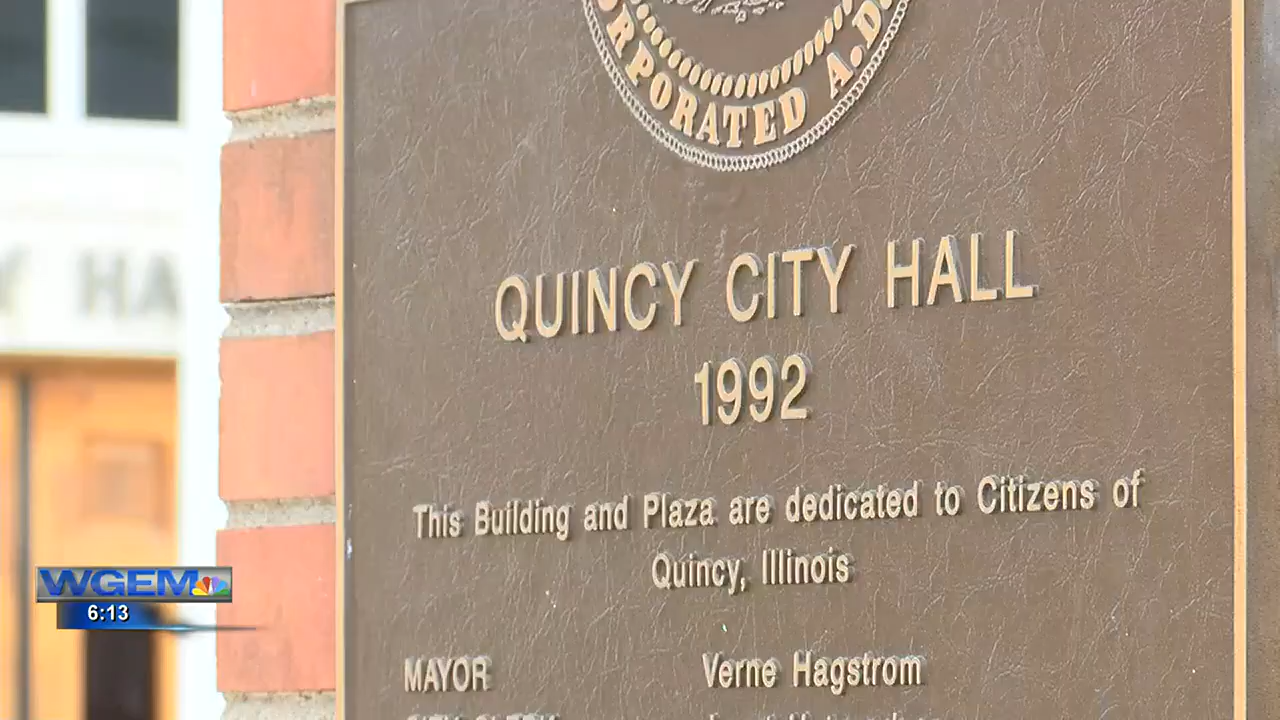 ORPORATED A.D.
QUINCY CITY HALL
1992
This Building and Plaza are dedicated to Citizens of
Quincy, Illinois
MAYOR Verne Hagstrom
Y HA
WGEM
6:13